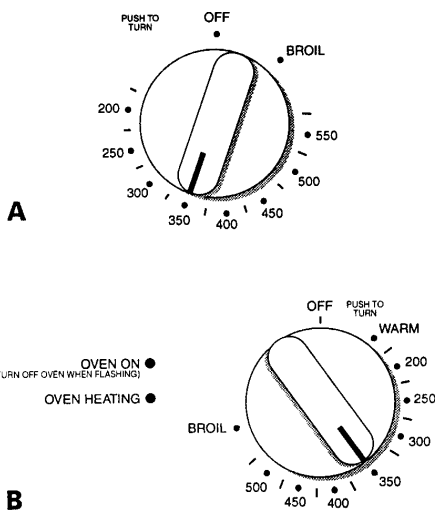 PUSH TO
TURN
OFF
BROIL
200
250
300
350
400
450
500
550
A
OFF
PUSH TO
TURN
WARM
200
250
300
350
400
450
500
BROIL
OVEN ON
TURN OFF OVEN WHEN FLASHING)
OVEN HEATING
B